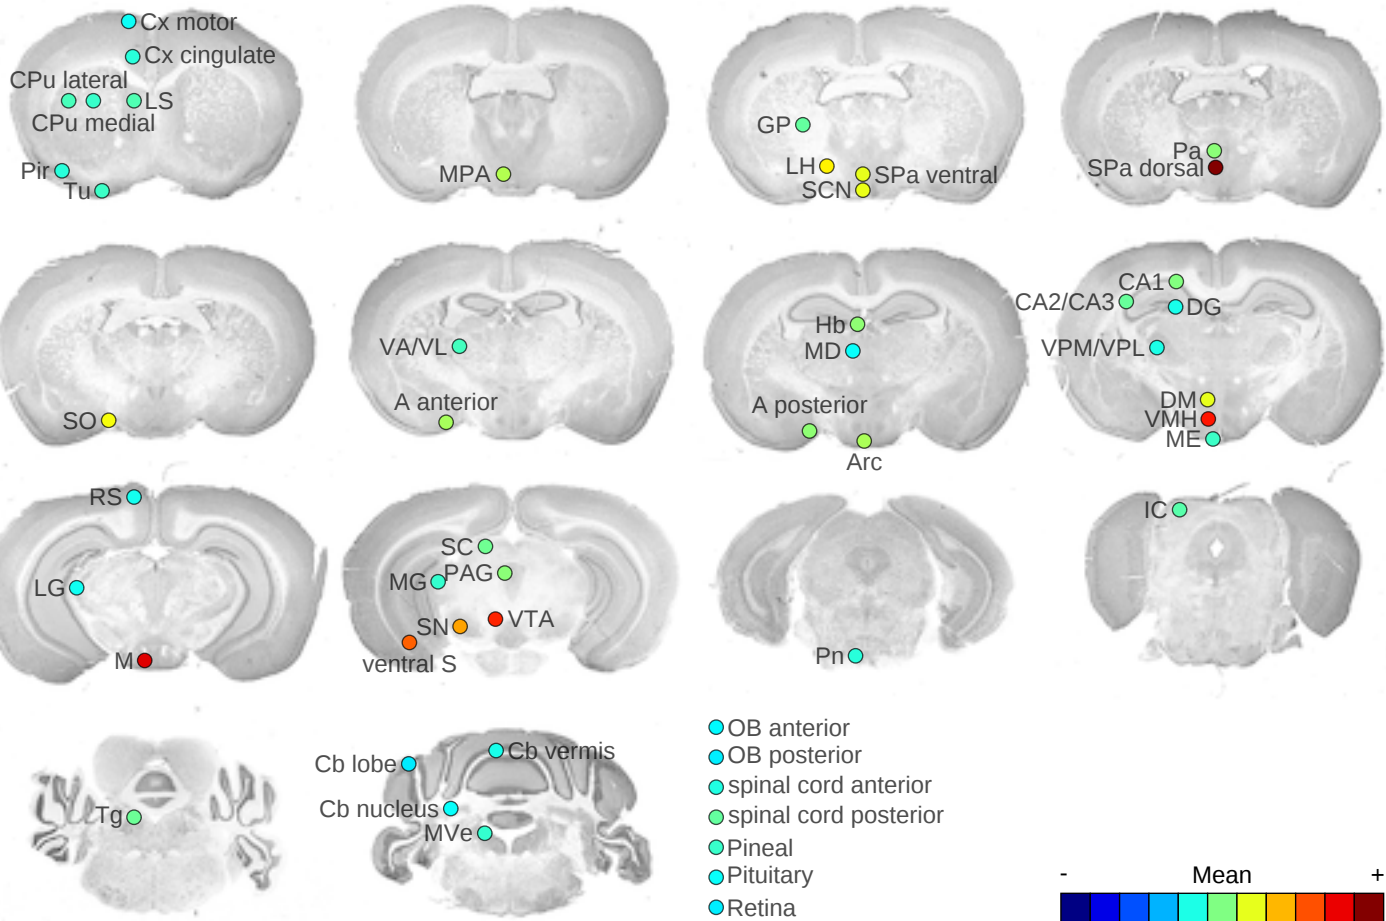 Cx motor
Cx cingulate
CPu lateral
LS
CPu medial
Pir
Tu
MPA
GP
LH
SPa ventral
SCN
Pa
SPa dorsal
SO
VA/VL
A anterior
Hb
MD
A posterior
Arc
CA1
CA2/CA3
DG
VPM/VPL
DM
VMH
ME
RS
LG
M
SC
MG
PAG
SN
VTA
ventral S
Pn
IC
Tg
Cb lobe
Cb vermis
Cb nucleus
MVe
OB anterior
OB posterior
spinal cord anterior
spinal cord posterior
Pineal
Pituitary
Retina
- Mean +